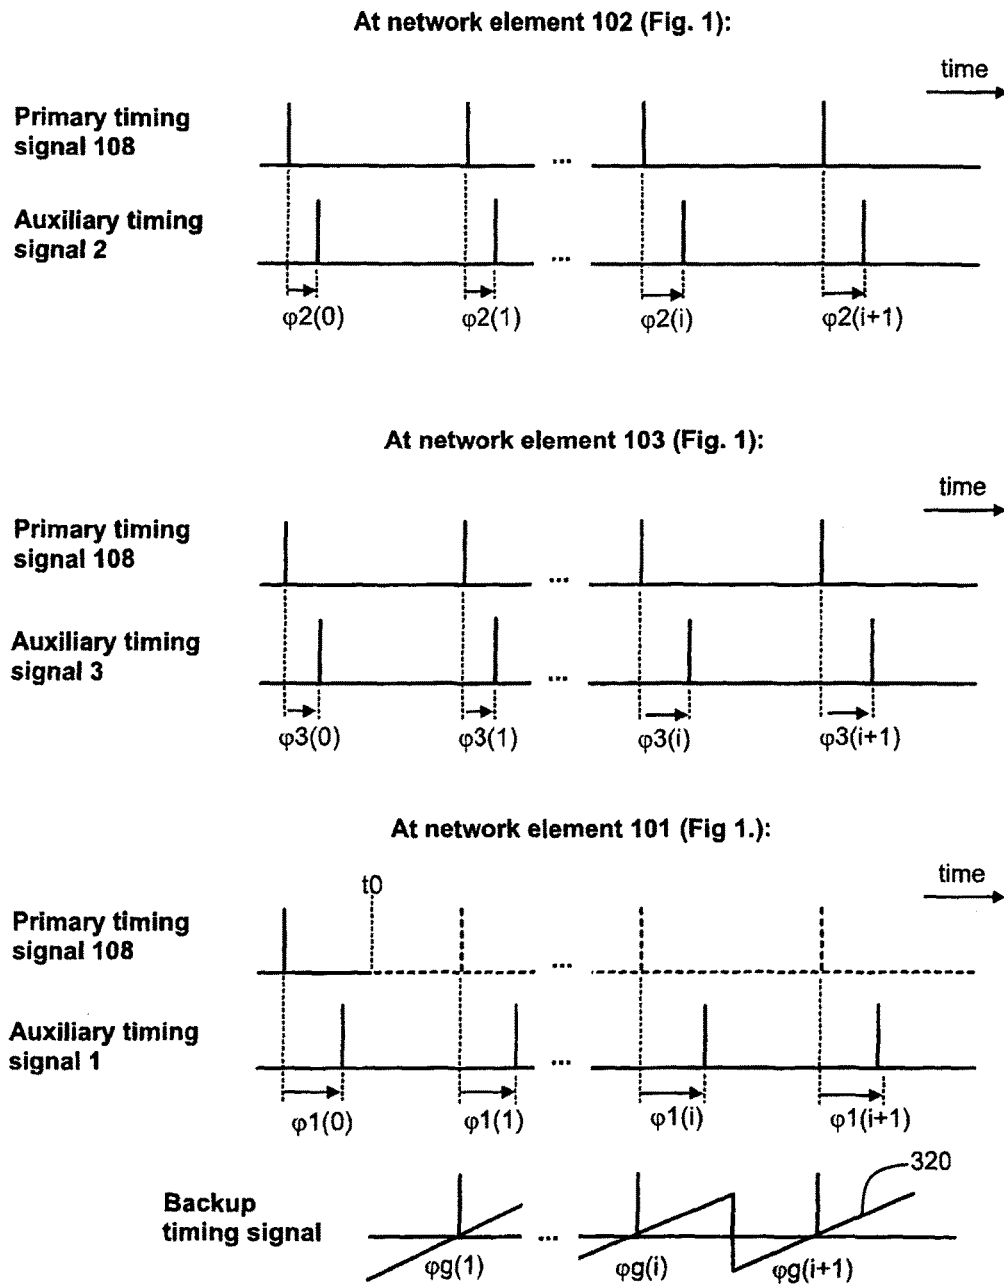 At network element 102 (Fig. 1):
time
Primary timing
signal 108
...
Auxiliary timing
signal 2
...
φ2(0) φ2(1) φ2(i) φ2(i+1)
At network element 103 (Fig. 1):
time
Primary timing
signal 108
...
Auxiliary timing
signal 3
...
φ3(0) φ3(1) φ3(i) φ3(i+1)
At network element 101 (Fig 1.):
t0
time
Primary timing
signal 108
...
Auxiliary timing
signal 1
...
φ1(0) φ1(1) φ1(i) φ1(i+1)
320
Backup
timing signal
...
φg(1) φg(i) φg(i+1)